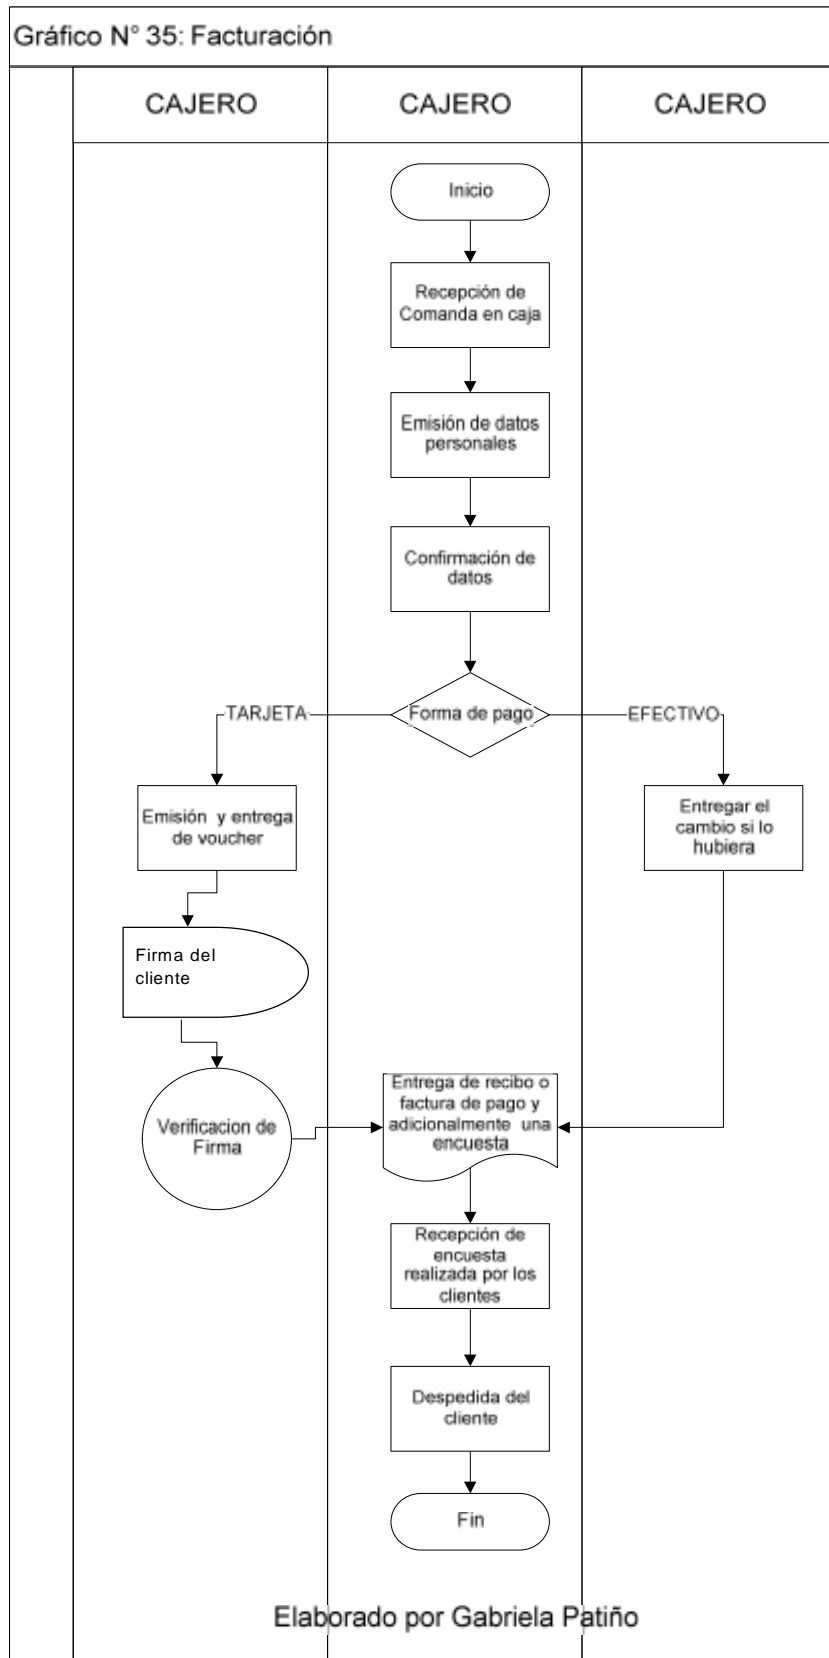 Gráfico N° 35: Facturación
CAJERO
CAJERO
CAJERO
Inicio
Recepción de
Comanda en caja
Emisión de datos
personales
Confirmación de
datos
Forma de pago
TARJETA
EFECTIVO
Emisión y entrega
de voucher
Entregar el
cambio si lo
hubiera
Firma del
cliente
Verificacion de
Firma
Entrega de recibo o
factura de pago y
adicionalmente una
encuesta
Recepción de
encuesta
realizada por los
clientes
Despedida del
cliente
Fin
Elaborado por Gabriela Patiño